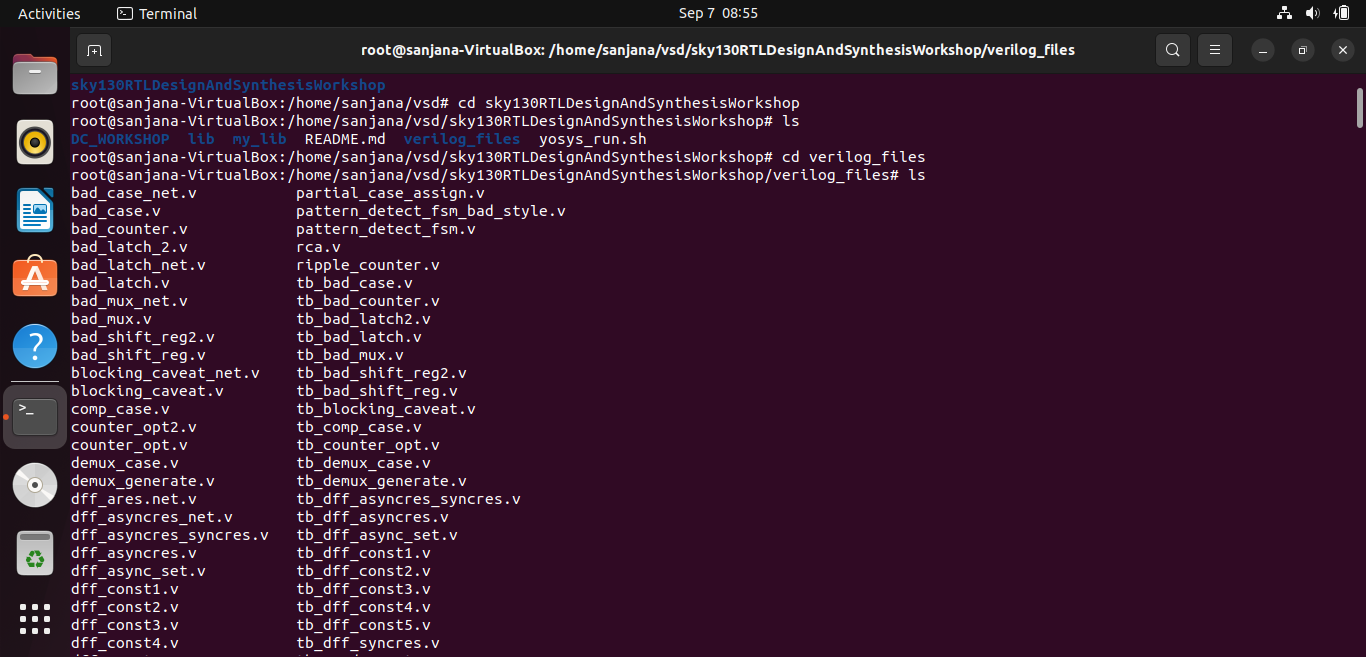 Activities Terminal Sep 7 08:55
root@sanjana-VirtualBox: /home/sanjana/vsd/sky130RTLDesignAndSynthesisWorkshop/verilog_files
sky130RTLDesignAndSynthesisWorkshop
root@sanjana-VirtualBox:/home/sanjana/vsd# cd sky130RTLDesignAndSynthesisWorkshop
root@sanjana-VirtualBox:/home/sanjana/vsd/sky130RTLDesignAndSynthesisWorkshop# ls
DC_WORKSHOP lib my_lib README.md verilog_files yosys_run.sh
root@sanjana-VirtualBox:/home/sanjana/vsd/sky130RTLDesignAndSynthesisWorkshop# cd verilog_files
root@sanjana-VirtualBox:/home/sanjana/vsd/sky130RTLDesignAndSynthesisWorkshop/verilog_files# ls
bad_case_net.v partial_case_assign.v
bad_case.v pattern_detect_fsm_bad_style.v
bad_counter.v pattern_detect_fsm.v
bad_latch_2.v rca.v
bad_latch_net.v ripple_counter.v
bad_latch.v tb_bad_case.v
bad_mux_net.v tb_bad_counter.v
bad_mux.v tb_bad_latch2.v
bad_shift_reg2.v tb_bad_latch.v
bad_shift_reg.v tb_bad_mux.v
blocking_caveat_net.v tb_bad_shift_reg2.v
blocking_caveat.v tb_bad_shift_reg.v
comp_case.v tb_blocking_caveat.v
counter_opt2.v tb_comp_case.v
counter_opt.v tb_counter_opt.v
demux_case.v tb_demux_case.v
demux_generate.v tb_demux_generate.v
dff_ares.net.v tb_dff_asyncres_syncres.v
dff_asyncres_net.v tb_dff_asyncres.v
dff_asyncres_syncres.v tb_dff_async_set.v
dff_asyncres.v tb_dff_const1.v
dff_async_set.v tb_dff_const2.v
dff_const1.v tb_dff_const3.v
dff_const2.v tb_dff_const4.v
dff_const3.v tb_dff_const5.v
dff_const4.v tb_dff_syncres.v